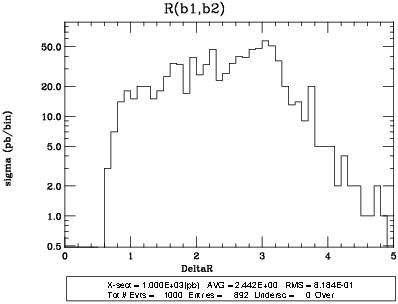 R(b1,b2)
sigma (pb/bin)
50.0
20.0
10.0
5.0
2.0
1.0
0.5
0 1 2 3 4 5
DeltaR
X-sect = 1.000E+03(pb) AVG = 2.442E+00 RMS = 8.184E-01
Tot # Evts = 1000 Entries = 892 Undersc = 0 Over